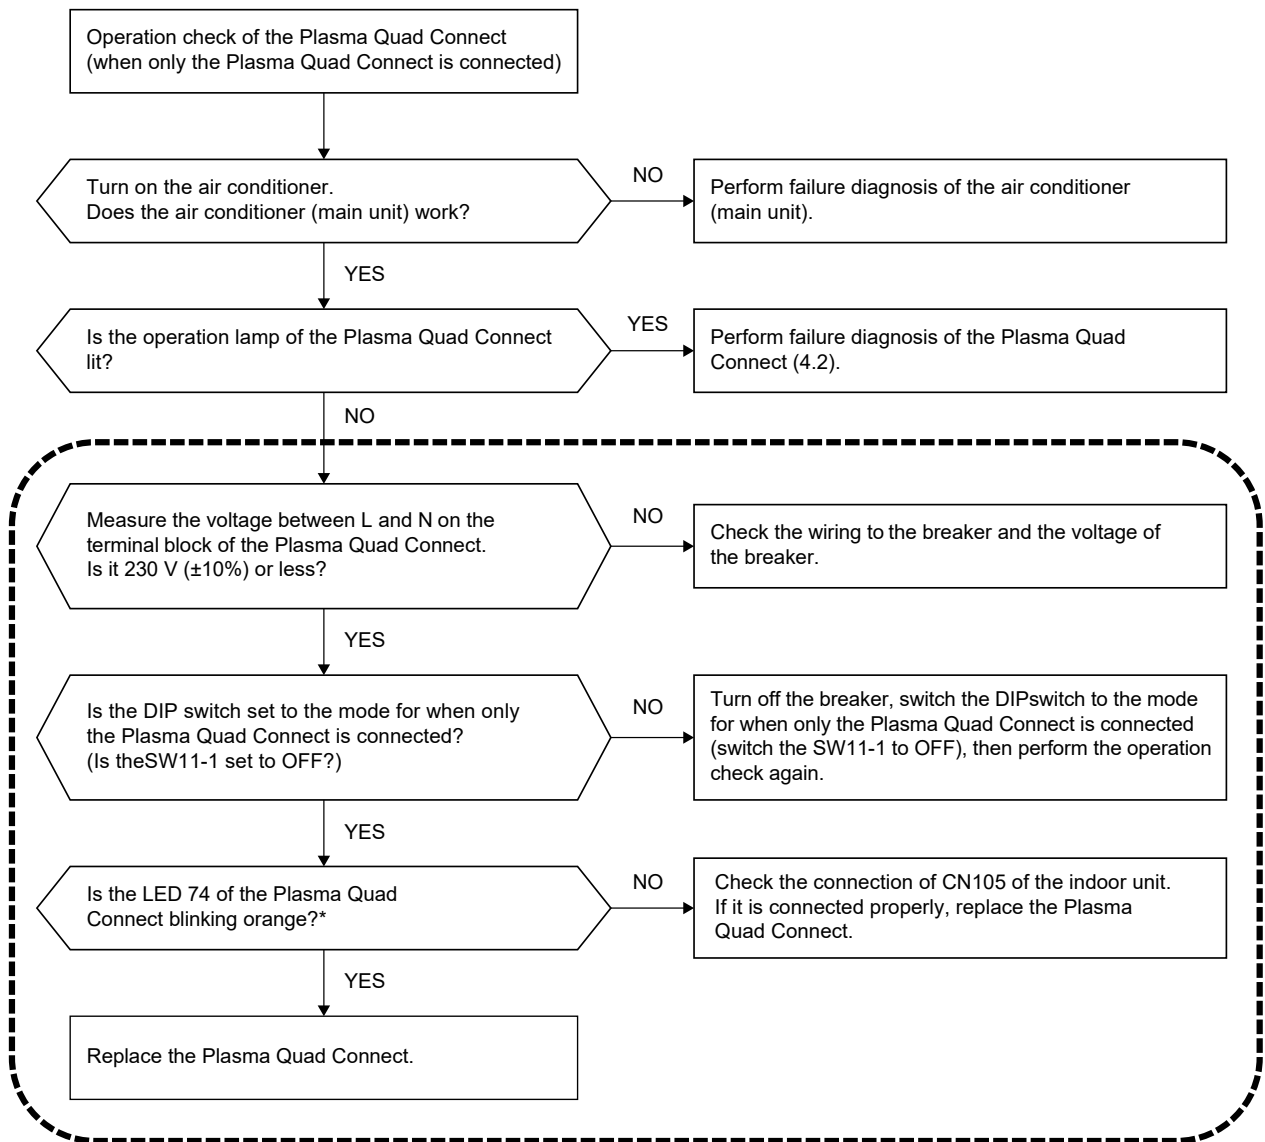 Operation check of the Plasma Quad Connect
(when only the Plasma Quad Connect is connected)
Turn on the air conditioner.
Does the air conditioner (main unit) work?
NO
Perform failure diagnosis of the air conditioner
(main unit).
YES
Is the operation lamp of the Plasma Quad Connect
lit?
YES
Perform failure diagnosis of the Plasma Quad
Connect (4.2).
NO
Measure the voltage between L and N on the
terminal block of the Plasma Quad Connect.
Is it 230 V (±10%) or less?
NO
Check the wiring to the breaker and the voltage of
the breaker.
YES
Is the DIP switch set to the mode for when only
the Plasma Quad Connect is connected?
(Is theSW11-1 set to OFF?)
NO
Turn off the breaker, switch the DIPswitch to the mode
for when only the Plasma Quad Connect is connected
(switch the SW11-1 to OFF), then perform the operation
check again.
YES
Is the LED 74 of the Plasma Quad
Connect blinking orange?*
NO
Check the connection of CN105 of the indoor unit.
If it is connected properly, replace the Plasma
Quad Connect.
YES
Replace the Plasma Quad Connect.